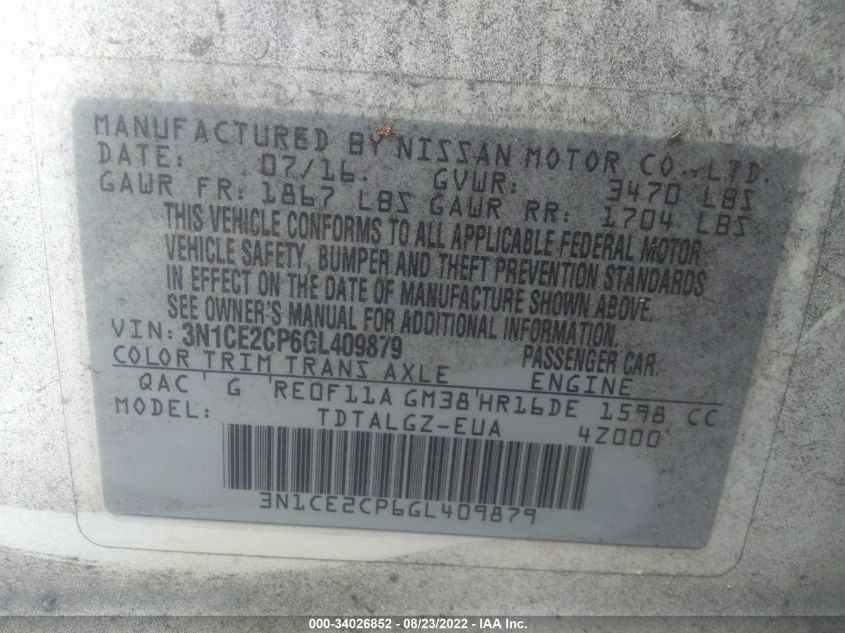 MANUFACTURED BY NISSAN MOTOR CO., LTD.
DATE: 07/16. GVWR: 3470 LBS
GAWR FR: 1867 LBS GAWR RR: 1704 LBS
THIS VEHICLE CONFORMS TO ALL APPLICABLE FEDERAL MOTOR
VEHICLE SAFETY, BUMPER AND THEFT PREVENTION STANDARDS
IN EFFECT ON THE DATE OF MANUFACTURE SHOWN ABOVE.
SEE OWNER'S MANUAL FOR ADDITIONAL INFORMATION.
VIN: 3N1CE2CP6GL409879 PASSENGER CAR.
COLOR TRIM TRANS AXLE ENGINE
QAC ' G RE0F11A GM38'HR16DE 1598 CC
MODEL: TDTALGZ-EUA 4Z000
3N1CE2CP6GL409879
000-34026852 - 08/23/2022 - IAA, Inc.